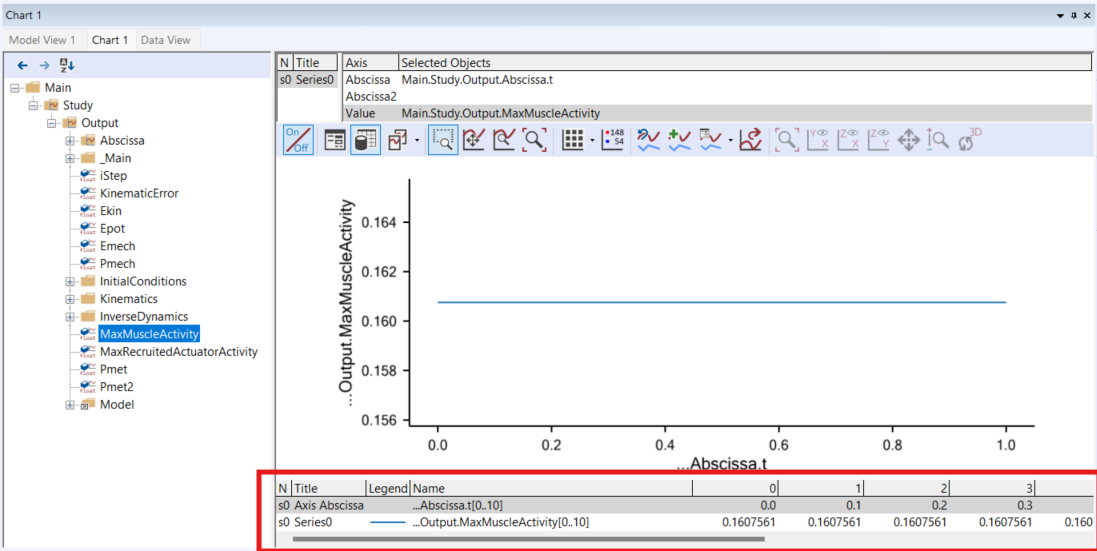 Chart 1
Model View 1 Chart 1 Data View
Main
Study
Output
Abscissa
_Main
iStep
KinematicError
Ekin
Epot
Emech
Pmech
InitialConditions
Kinematics
InverseDynamics
MaxMuscleActivity
MaxRecruitedActuatorActivity
Pmet
Pmet2
Model
N Title Axis Selected Objects
s0 Series0 Abscissa Main.Study.Output.Abscissa.t
Abscissa2
Value Main.Study.Output.MaxMuscleActivity
On/Off 148 54 YX ZX ZY 3D
...Output.MaxMuscleActivity
0.164
0.162
0.160
0.158
0.156
0.0 0.2 0.4 0.6 0.8 1.0
...Abscissa.t
N Title Legend Name 0 1 2 3
s0 Axis Abscissa ...Abscissa.t[0..10] 0.0 0.1 0.2 0.3
s0 Series0 ...Output.MaxMuscleActivity[0..10] 0.1607561 0.1607561 0.1607561 0.1607561 0.160